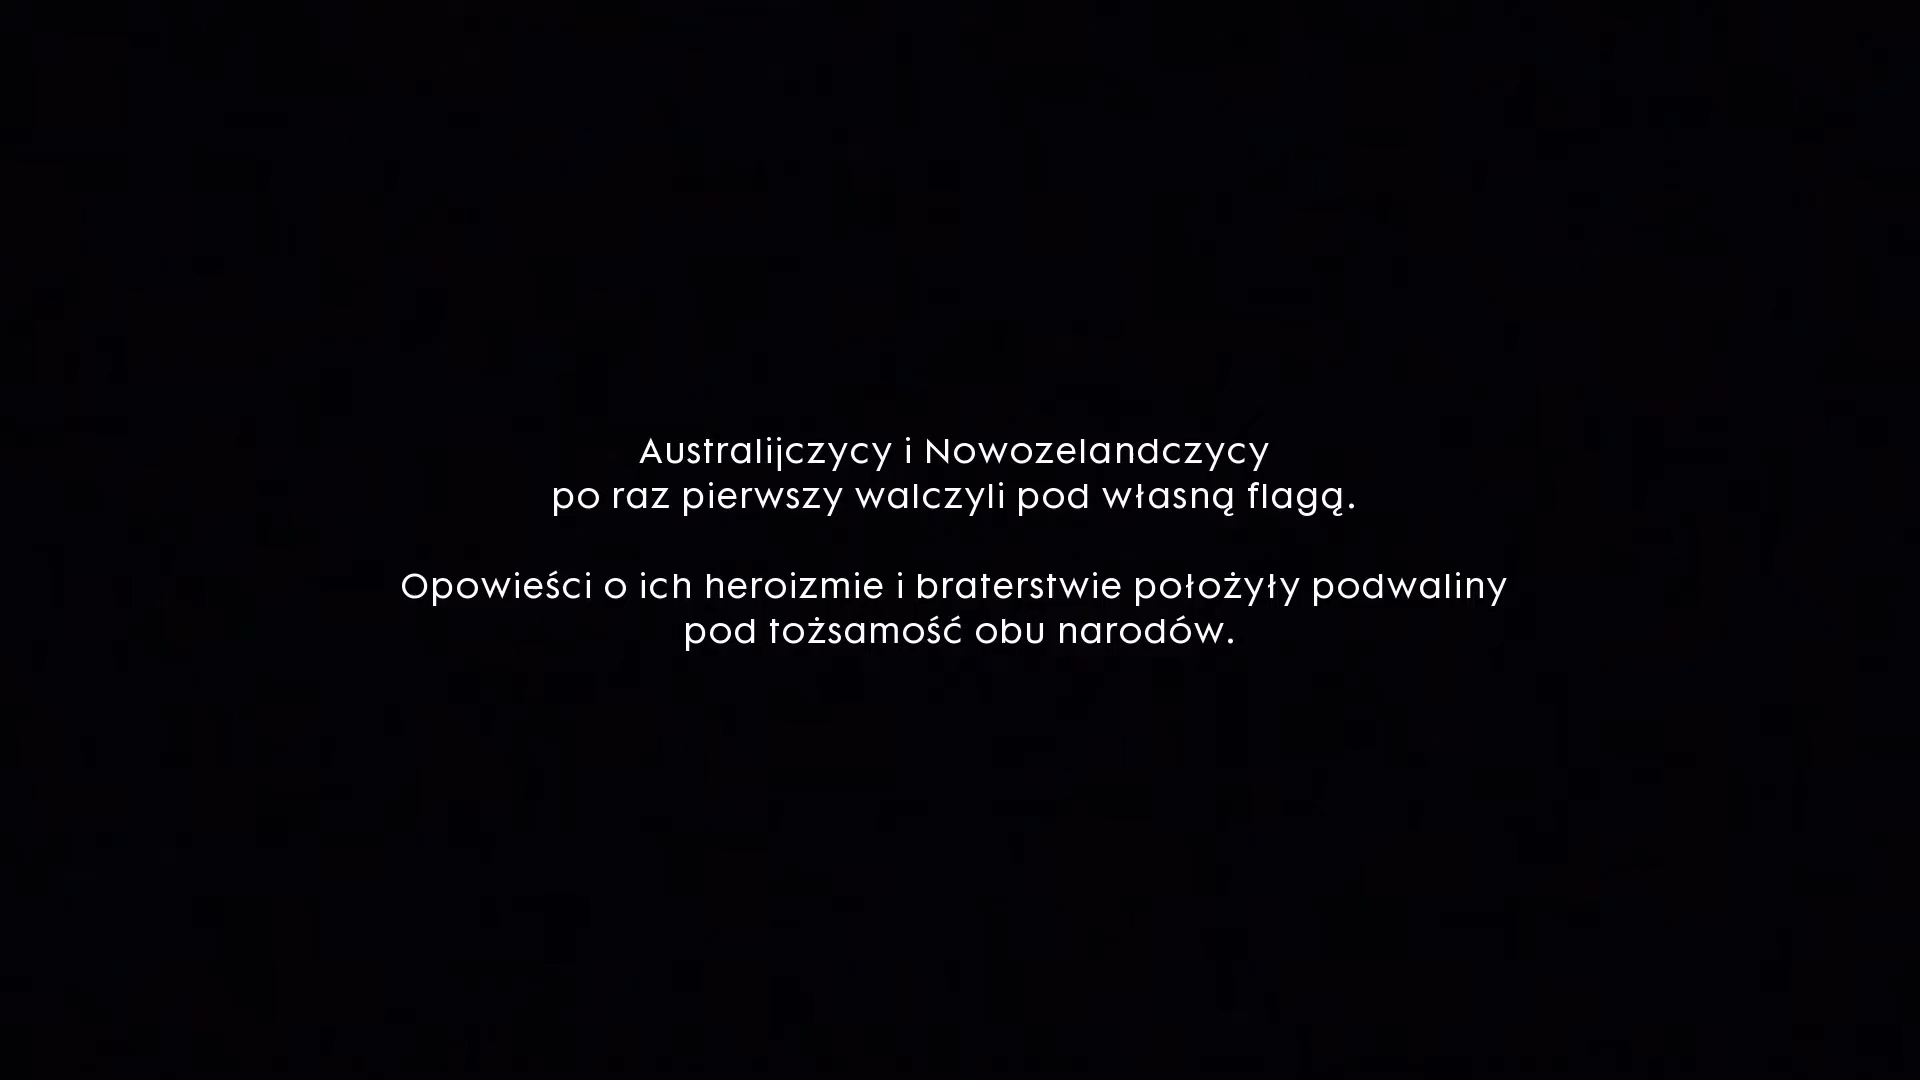 Australijczycy i Nowozelandczycy
po raz pierwszy walczyli pod własną flagą.
Opowieści o ich heroizmie i braterstwie położyły podwaliny
pod tożsamość obu narodów.